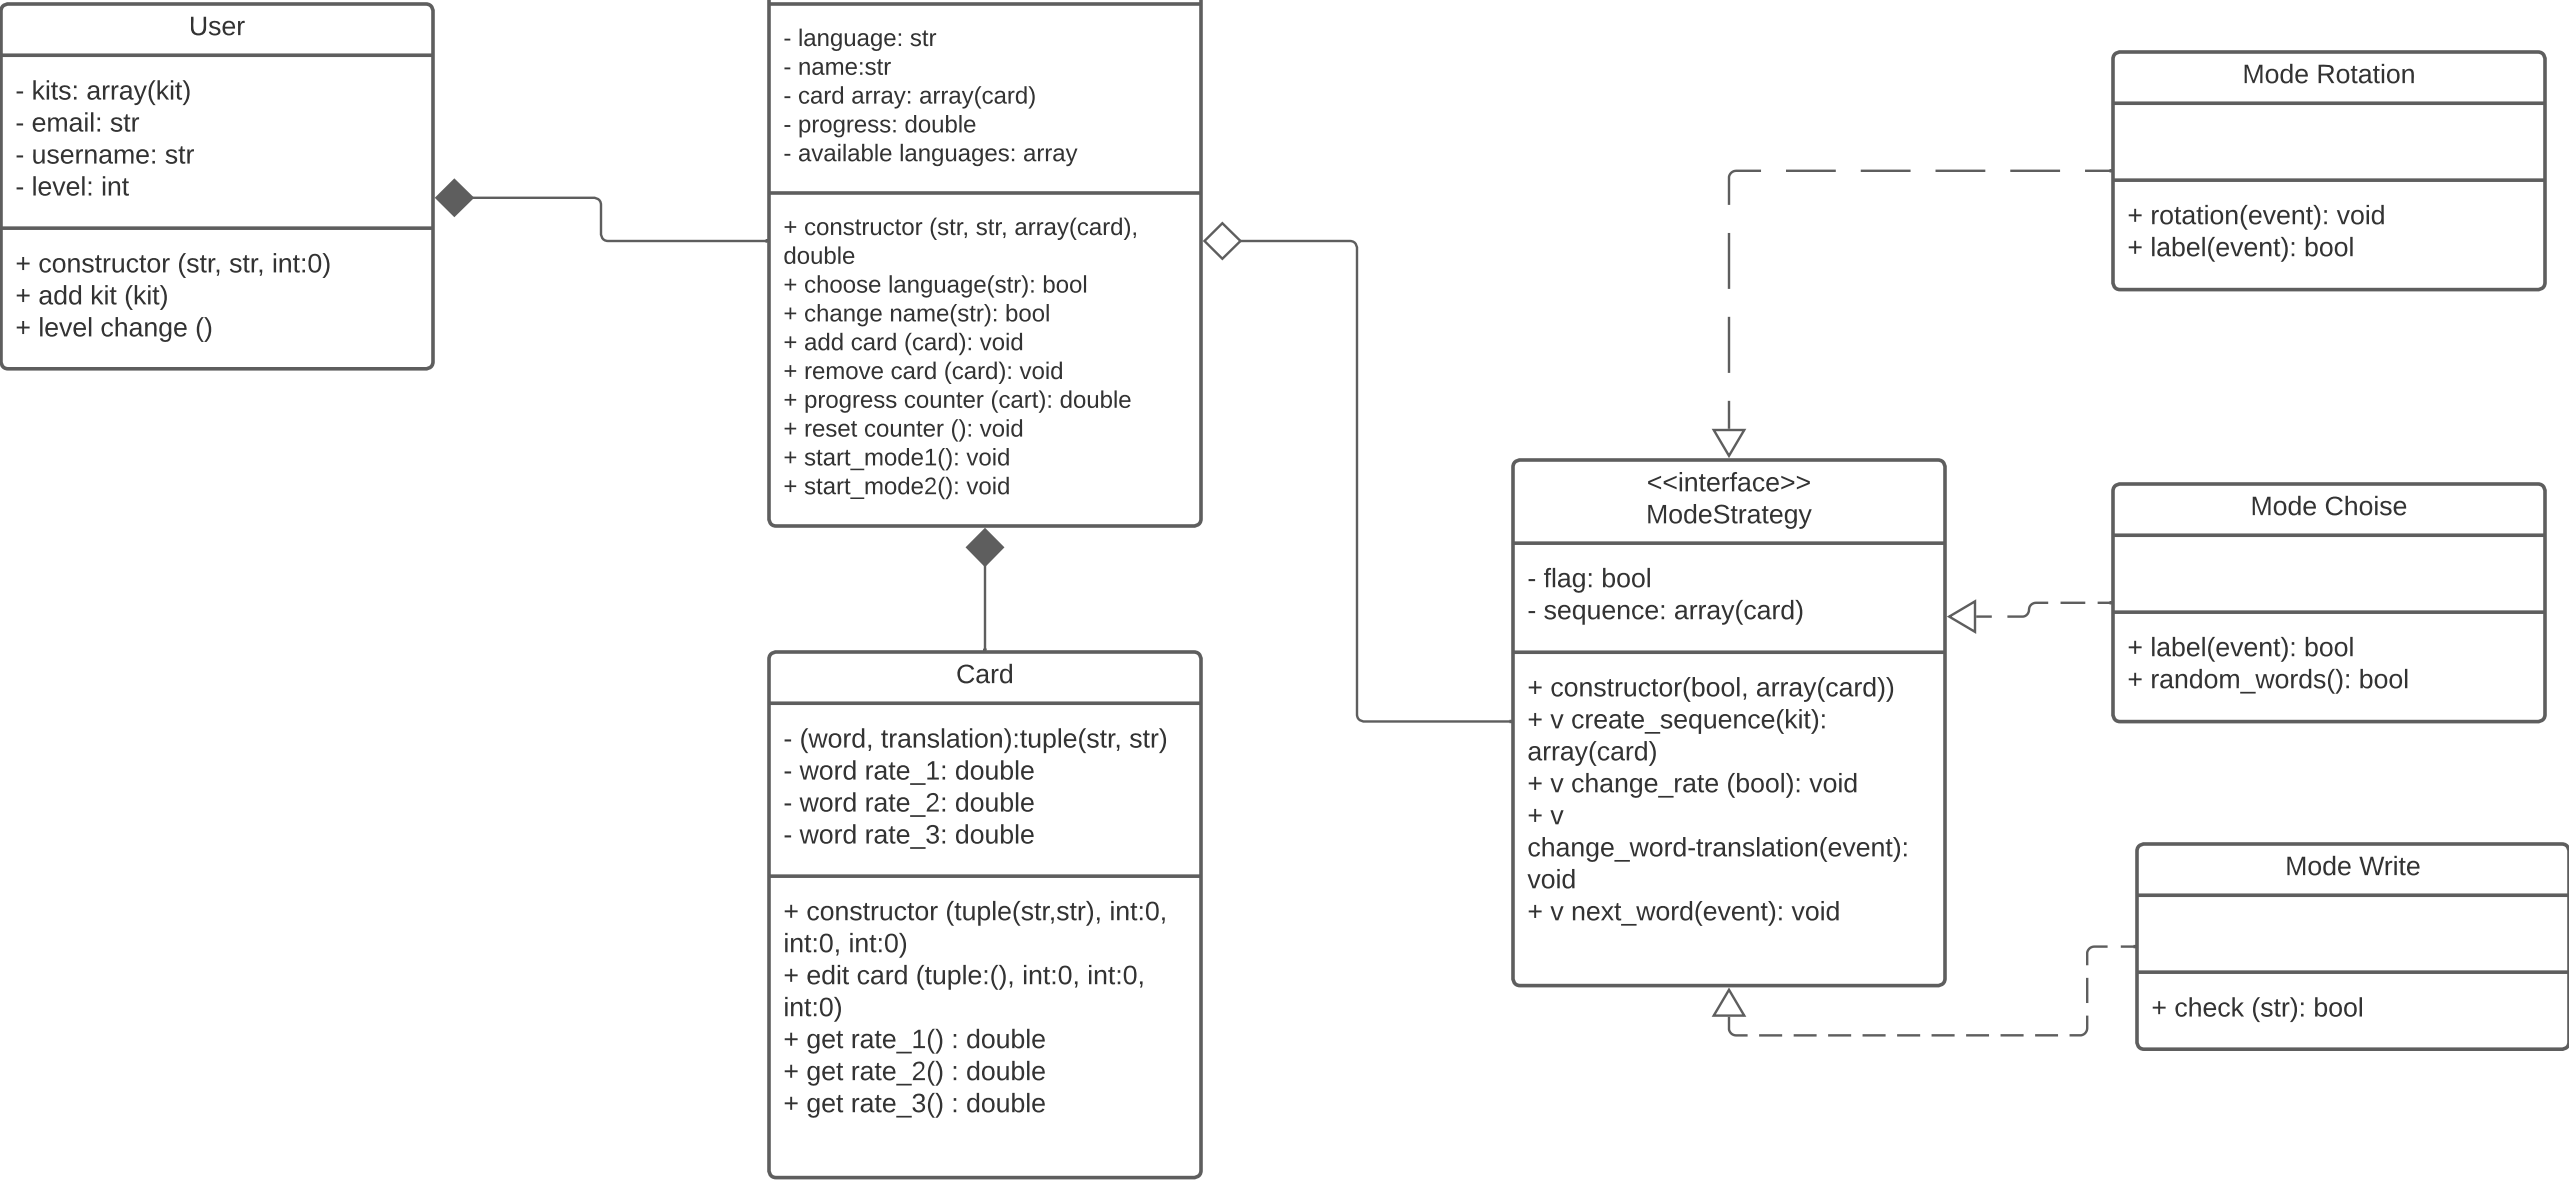 User
- kits: array(kit)
- email: str
- username: str
- level: int
+ constructor (str, str, int:0)
+ add kit (kit)
+ level change ()
- language: str
- name:str
- card array: array(card)
- progress: double
- available languages: array
+ constructor (str, str, array(card),
double
+ choose language(str): bool
+ change name(str): bool
+ add card (card): void
+ remove card (card): void
+ progress counter (cart): double
+ reset counter (): void
+ start_mode1(): void
+ start_mode2(): void
Card
- (word, translation):tuple(str, str)
- word rate_1: double
- word rate_2: double
- word rate_3: double
+ constructor (tuple(str,str), int:0,
int:0, int:0)
+ edit card (tuple:(), int:0, int:0,
int:0)
+ get rate_1() : double
+ get rate_2() : double
+ get rate_3() : double
<<interface>>
ModeStrategy
- flag: bool
- sequence: array(card)
+ constructor(bool, array(card))
+ v create_sequence(kit):
array(card)
+ v change_rate (bool): void
+ v
change_word-translation(event):
void
+ v next_word(event): void
Mode Rotation
+ rotation(event): void
+ label(event): bool
Mode Choise
+ label(event): bool
+ random_words(): bool
Mode Write
+ check (str): bool